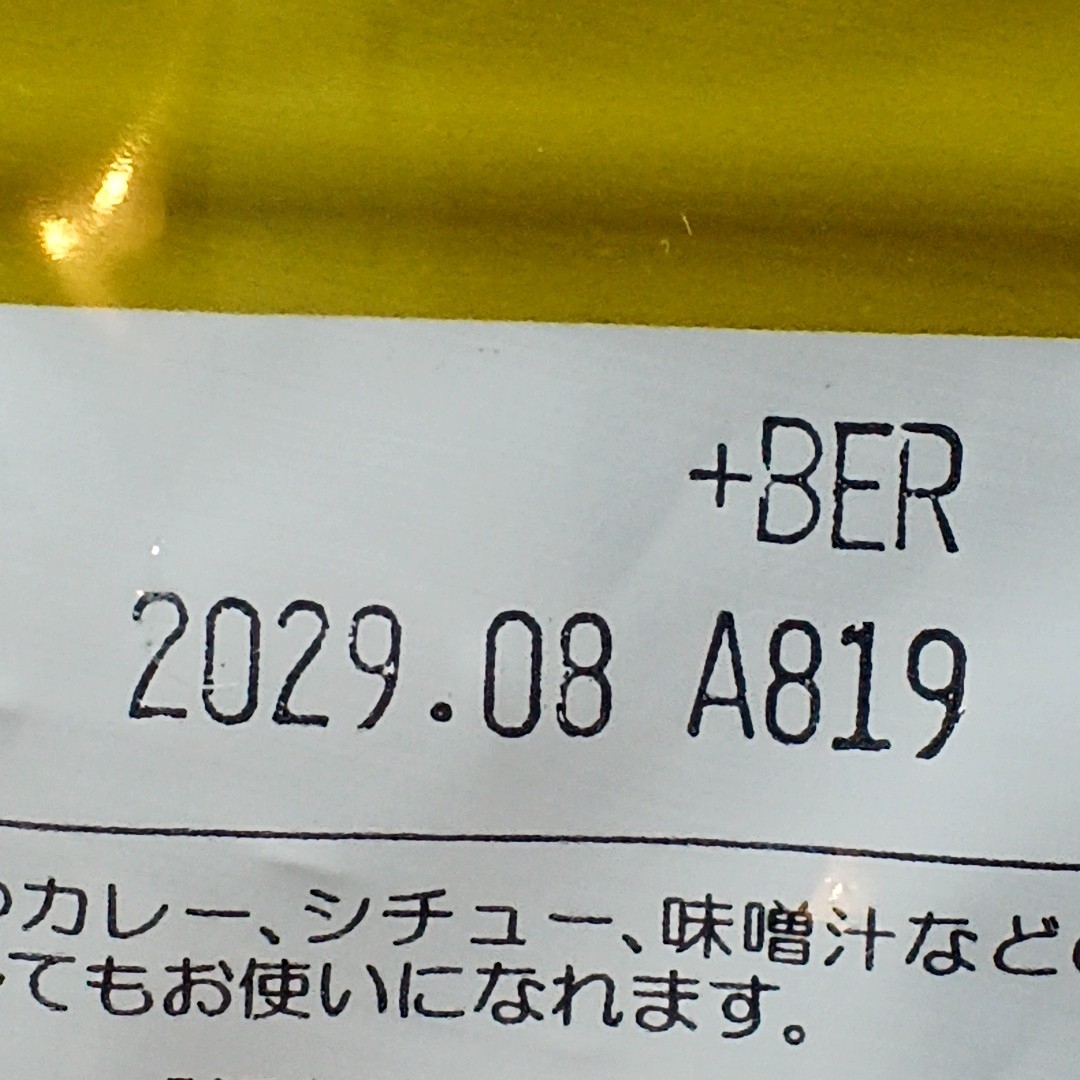 +BER
2029.08 A819
カレー、シチュー、味噌汁など
てもお使いになれます。